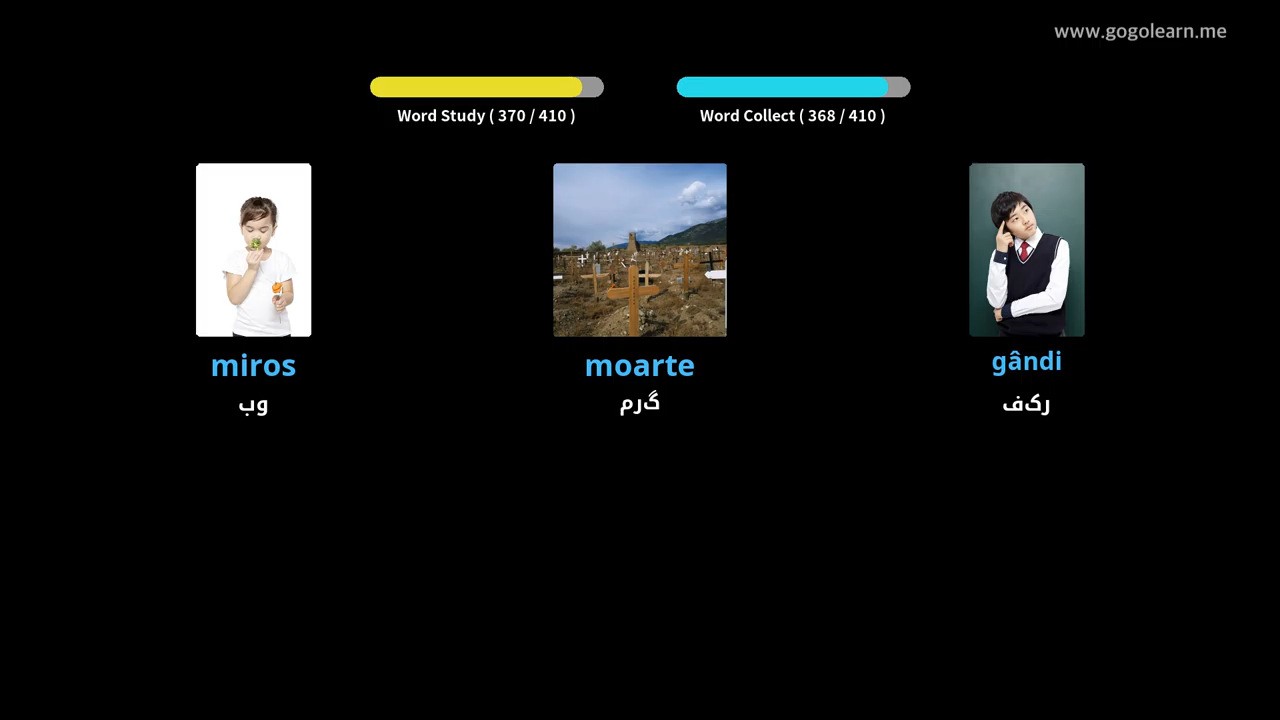 www.gogolearn.me
Word Study ( 370 / 410 )
Word Collect ( 368 / 410 )
miros
وب
moarte
گرم
gândi
رکف